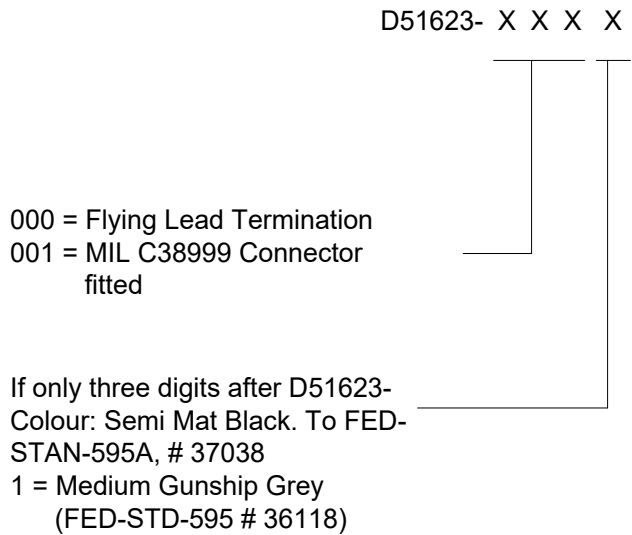 D51623- X X X X
000 = Flying Lead Termination
001 = MIL C38999 Connector
fitted
If only three digits after D51623-
Colour: Semi Mat Black. To FED-
STAN-595A, # 37038
1 = Medium Gunship Grey
(FED-STD-595 # 36118)